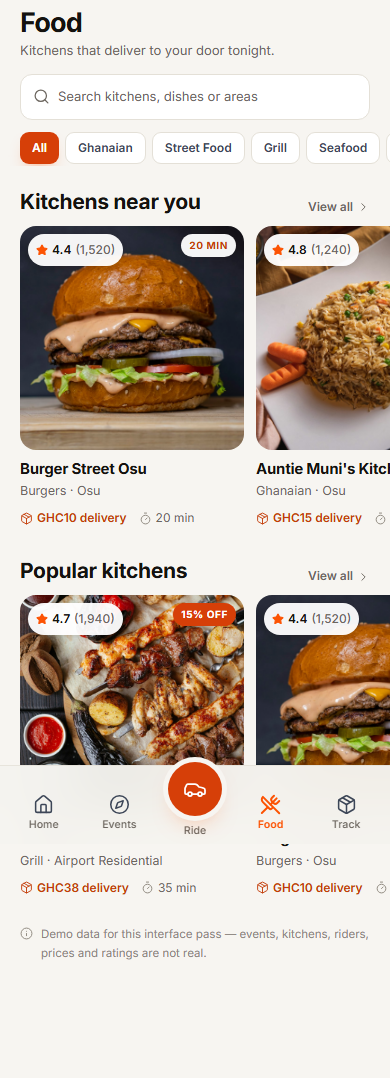 Food
Kitchens that deliver to your door tonight.
Search kitchens, dishes or areas
All Ghanaian Street Food Grill Seafood
Kitchens near you View all
4.4 (1,520) 20 MIN 4.8 (1,240)
Burger Street Osu Auntie Muni's
Burgers · Osu Ghanaian · Osu
GHC10 delivery 20 min GHC15 delivery
Popular kitchens View all
4.7 (1,940) 15% OFF 4.4 (1,520)
Home Events Ride Food Track
Grill · Airport Residential Burgers · Osu
GHC38 delivery 35 min GHC10 delivery
Demo data for this interface pass — events, kitchens, riders,
prices and ratings are not real.